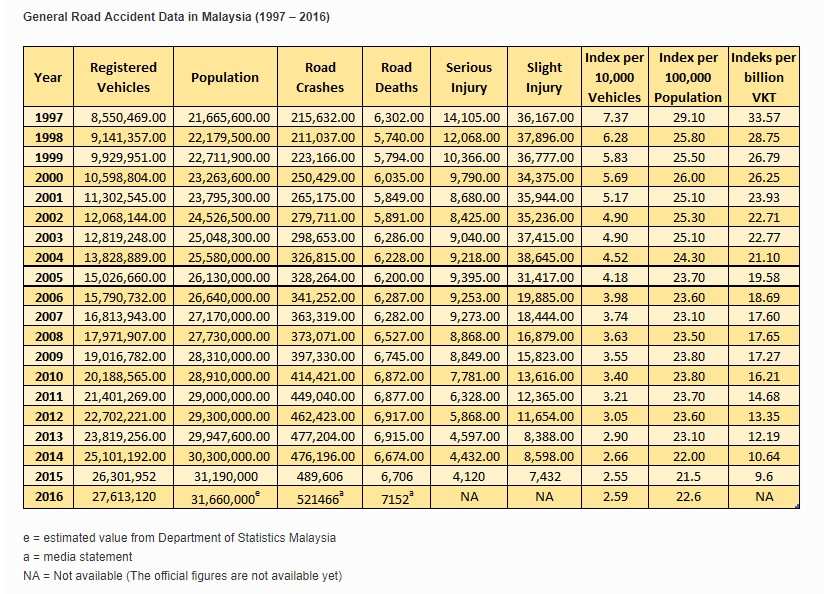 General Road Accident Data in Malaysia (1997 – 2016)
Year Registered Vehicles Population Road Crashes Road Deaths Serious Injury Slight Injury Index per 10,000 Vehicles Index per 100,000 Population Indeks per billion VKT
1997 8,550,469.00 21,665,600.00 215,632.00 6,302.00 14,105.00 36,167.00 7.37 29.10 33.57
1998 9,141,357.00 22,179,500.00 211,037.00 5,740.00 12,068.00 37,896.00 6.28 25.80 28.75
1999 9,929,951.00 22,711,900.00 223,166.00 5,794.00 10,366.00 36,777.00 5.83 25.50 26.79
2000 10,598,804.00 23,263,600.00 250,429.00 6,035.00 9,790.00 34,375.00 5.69 26.00 26.25
2001 11,302,545.00 23,795,300.00 265,175.00 5,849.00 8,680.00 35,944.00 5.17 25.10 23.93
2002 12,068,144.00 24,526,500.00 279,711.00 5,891.00 8,425.00 35,236.00 4.90 25.30 22.71
2003 12,819,248.00 25,048,300.00 298,653.00 6,286.00 9,040.00 37,415.00 4.90 25.10 22.77
2004 13,828,889.00 25,580,000.00 326,815.00 6,228.00 9,218.00 38,645.00 4.52 24.30 21.10
2005 15,026,660.00 26,130,000.00 328,264.00 6,200.00 9,395.00 31,417.00 4.18 23.70 19.58
2006 15,790,732.00 26,640,000.00 341,252.00 6,287.00 9,253.00 19,885.00 3.98 23.60 18.69
2007 16,813,943.00 27,170,000.00 363,319.00 6,282.00 9,273.00 18,444.00 3.74 23.10 17.60
2008 17,971,907.00 27,730,000.00 373,071.00 6,527.00 8,868.00 16,879.00 3.63 23.50 17.65
2009 19,016,782.00 28,310,000.00 397,330.00 6,745.00 8,849.00 15,823.00 3.55 23.80 17.27
2010 20,188,565.00 28,910,000.00 414,421.00 6,872.00 7,781.00 13,616.00 3.40 23.80 16.21
2011 21,401,269.00 29,000,000.00 449,040.00 6,877.00 6,328.00 12,365.00 3.21 23.70 14.68
2012 22,702,221.00 29,300,000.00 462,423.00 6,917.00 5,868.00 11,654.00 3.05 23.60 13.35
2013 23,819,256.00 29,947,600.00 477,204.00 6,915.00 4,597.00 8,388.00 2.90 23.10 12.19
2014 25,101,192.00 30,300,000.00 476,196.00 6,674.00 4,432.00 8,598.00 2.66 22.00 10.64
2015 26,301,952 31,190,000 489,606 6,706 4,120 7,432 2.55 21.5 9.6
2016 27,613,120 31,660,000e 521466a 7152a NA NA 2.59 22.6 NA
e = estimated value from Department of Statistics Malaysia
a = media statement
NA = Not available (The official figures are not available yet)